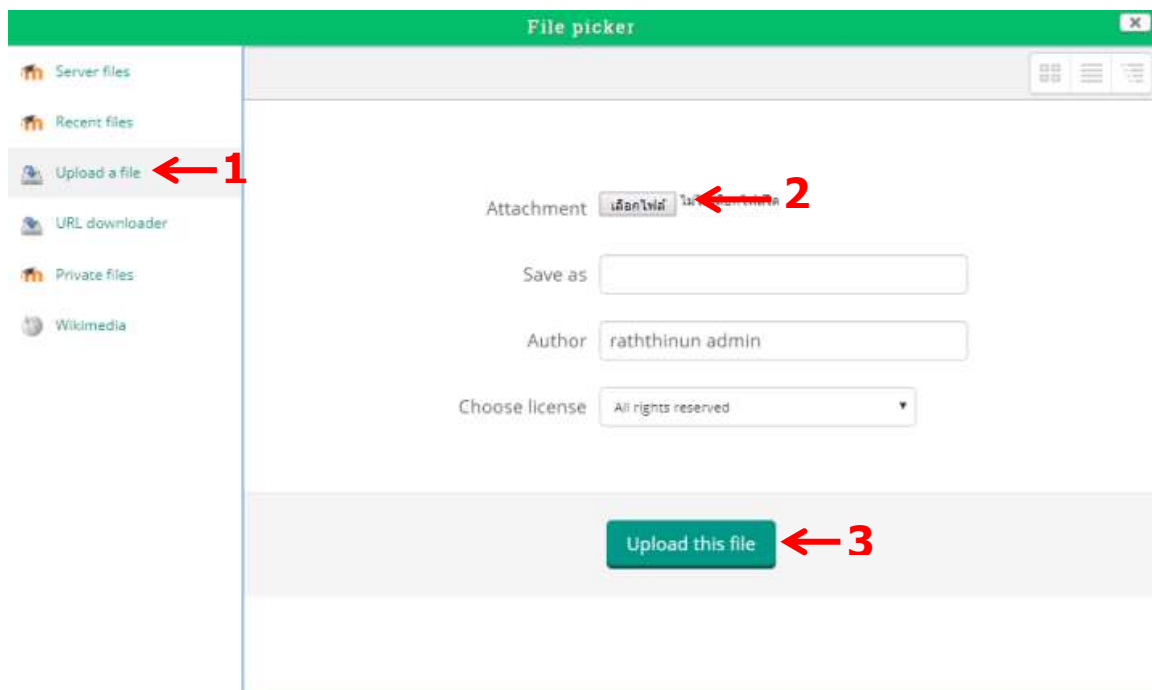 File picker
Server files
Recent files
Upload a file
1
URL downloader
Private files
Wikimedia
Attachment เลือกไฟล์ 2
Save as
Author raththinun admin
Choose license All rights reserved
Upload this file 3